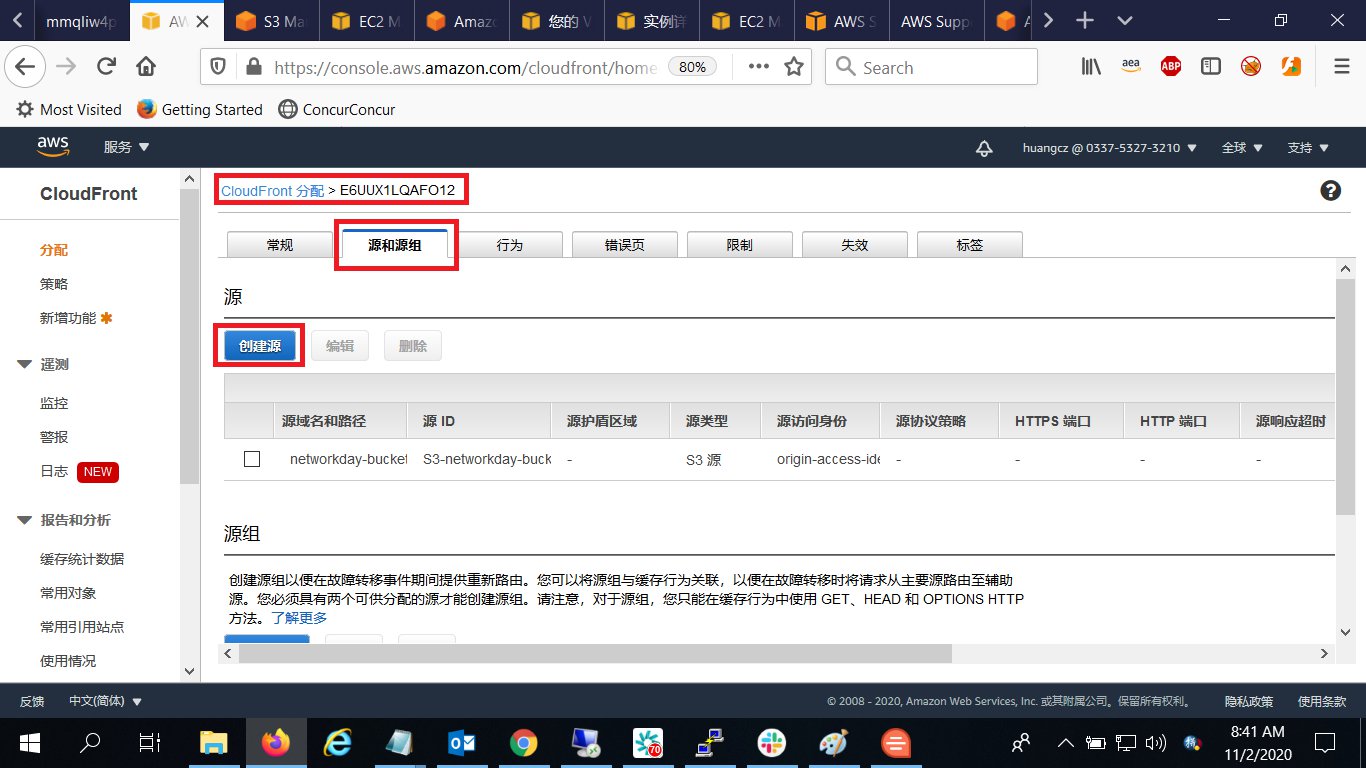 mmqliw4p
AW
S3 Ma
EC2 M
Amaz
您的 V
实例详
EC2 M
AWS S
AWS Supp
https://console.aws.amazon.com/cloudfront/home
80%
Search
aea
ABP
Most Visited
Getting Started
ConcurConcur
aws
服务
huangcz @ 0337-5327-3210
全球
支持
CloudFront
分配
策略
新增功能
遥测
监控
警报
日志 NEW
报告和分析
缓存统计数据
常用对象
常用引用站点
使用情况
CloudFront 分配 > E6UUX1LQAFO12
常规
源和源组
行为
错误页
限制
失效
标签
源
创建源
编辑
删除
源域名和路径
源 ID
源护盾区域
源类型
源访问身份
源协议策略
HTTPS 端口
HTTP 端口
源响应超时
networkday-bucket
S3-networkday-buck
-
S3 源
origin-access-ide
-
-
-
-
源组
创建源组以便在故障转移事件期间提供重新路由。您可以将源组与缓存行为关联，以便在故障转移时将请求从主要源路由至辅助
源。您必须具有两个可供分配的源才能创建源组。请注意，对于源组，您只能在缓存行为中使用 GET、HEAD 和 OPTIONS HTTP
方法。了解更多
反馈
中文(简体)
© 2008 - 2020, Amazon Web Services, Inc. 或其附属公司。保留所有权利。
隐私政策
使用条款
70
8:41 AM
11/2/2020